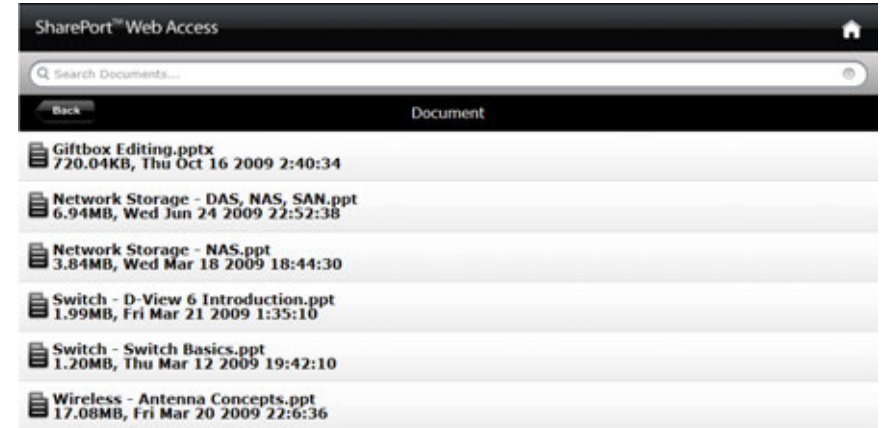 SharePort™ Web Access
Search Documents...
Back
Document
Giftbox Editing.pptx
720.04KB, Thu Oct 16 2009 2:40:34
Network Storage - DAS, NAS, SAN.ppt
6.94MB, Wed Jun 24 2009 22:52:38
Network Storage - NAS.ppt
3.84MB, Wed Mar 18 2009 18:44:30
Switch - D-View 6 Introduction.ppt
1.99MB, Fri Mar 21 2009 1:35:10
Switch - Switch Basics.ppt
1.20MB, Thu Mar 12 2009 19:42:10
Wireless - Antenna Concepts.ppt
17.08MB, Fri Mar 20 2009 22:6:36